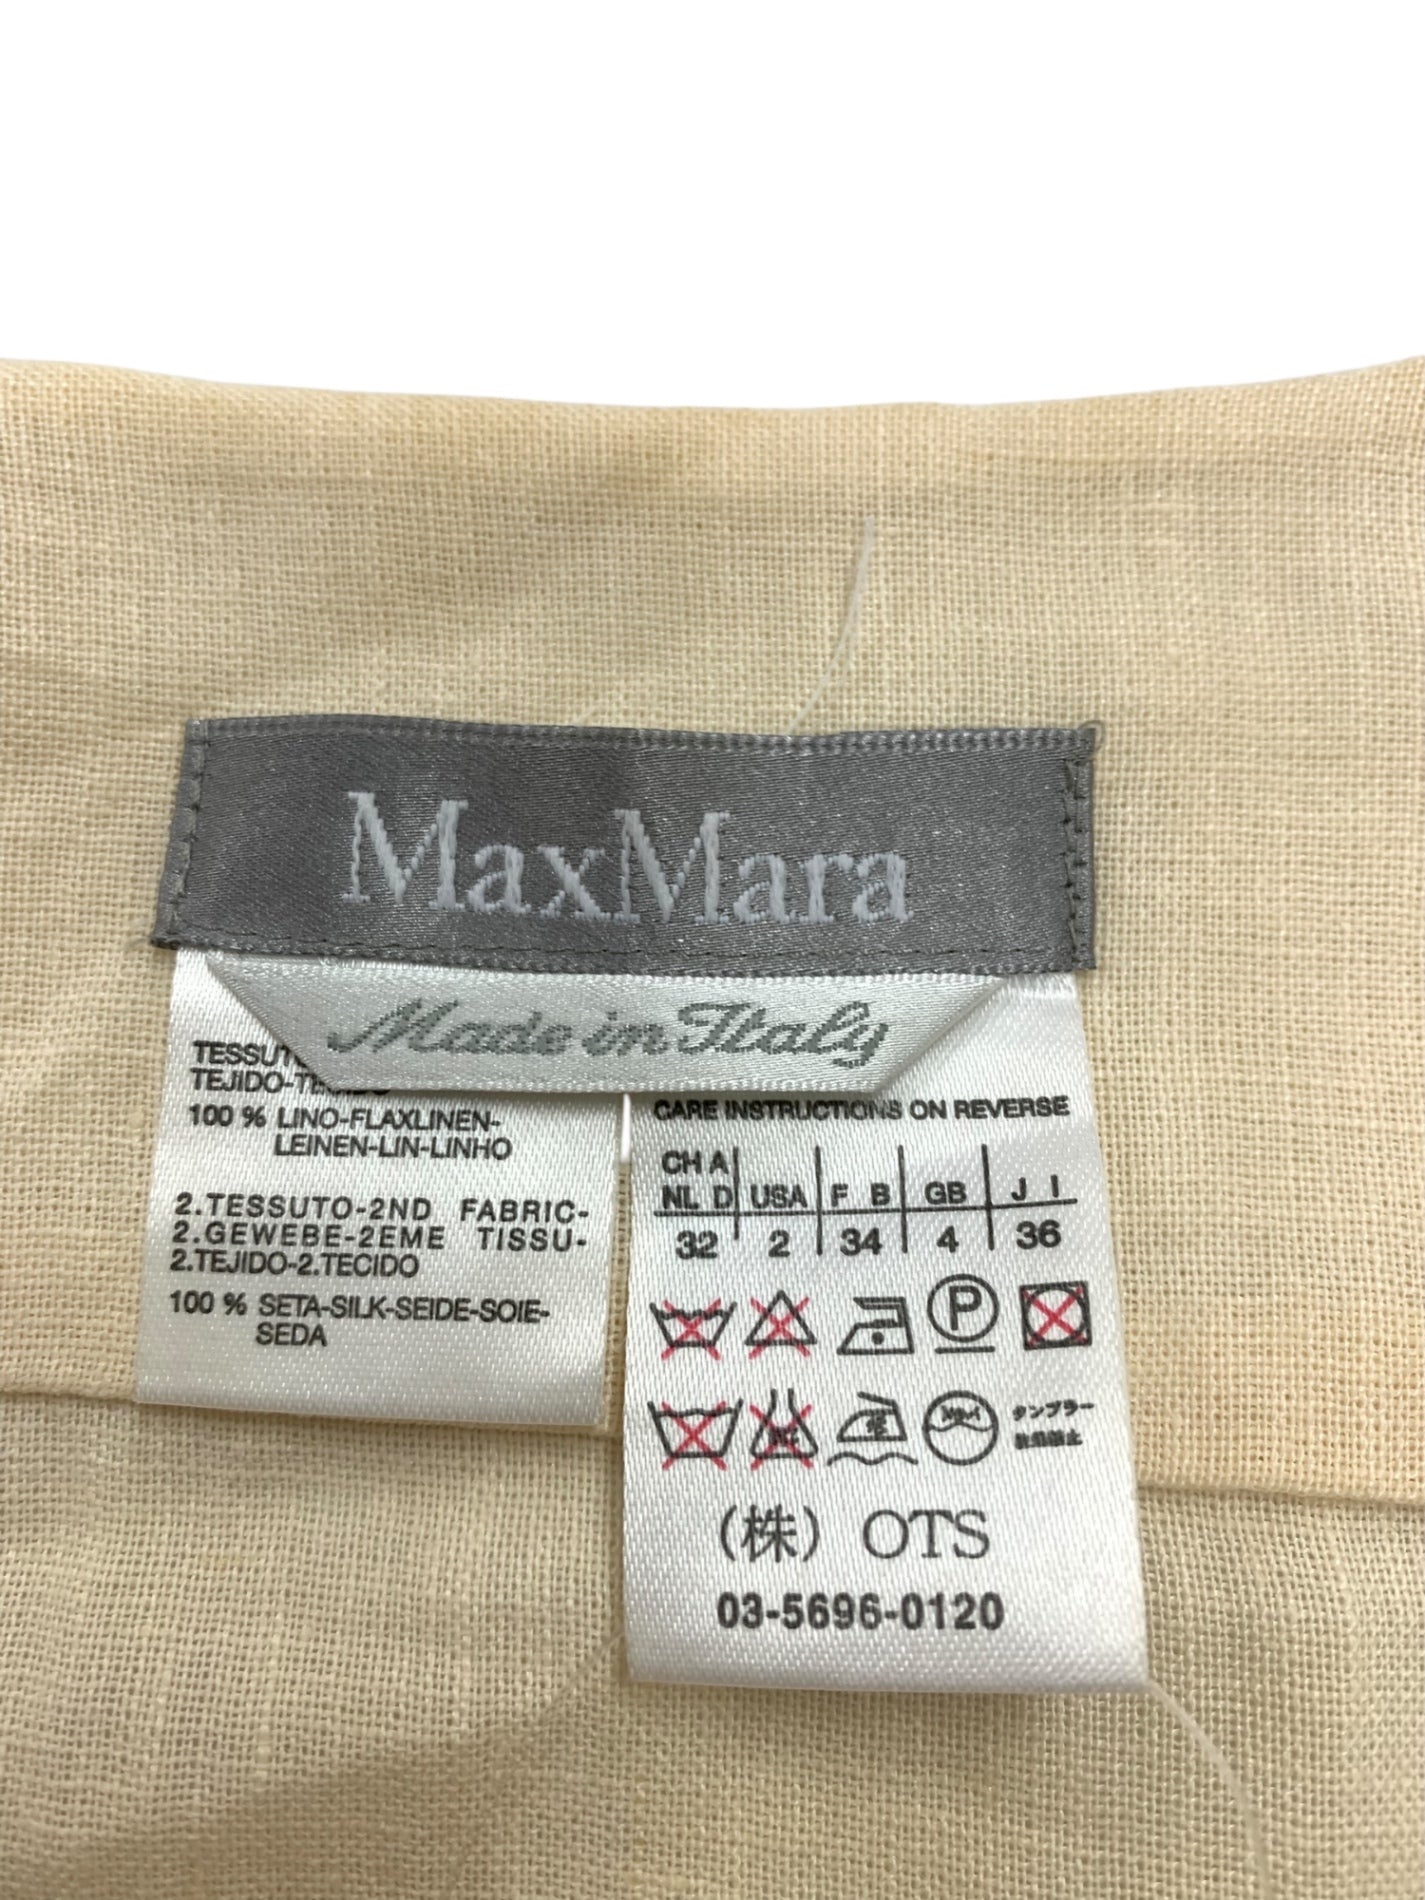 MaxMara
Made in Italy
TESSUTO
TEJIDO-TECIDO
100 % LINO-FLAXLINEN-
LEINEN-LIN-LINHO
2.TESSUTO-2ND FABRIC-
2.GEWEBE-2EME TISSU-
2.TEJIDO-2.TECIDO
100 % SETA-SILK-SEIDE-SOIE-
SEDA
CARE INSTRUCTIONS ON REVERSE
CH A
NL D USA F B GB J I
32 2 34 4 36
P
タンブラー
(株) OTS
03-5696-0120